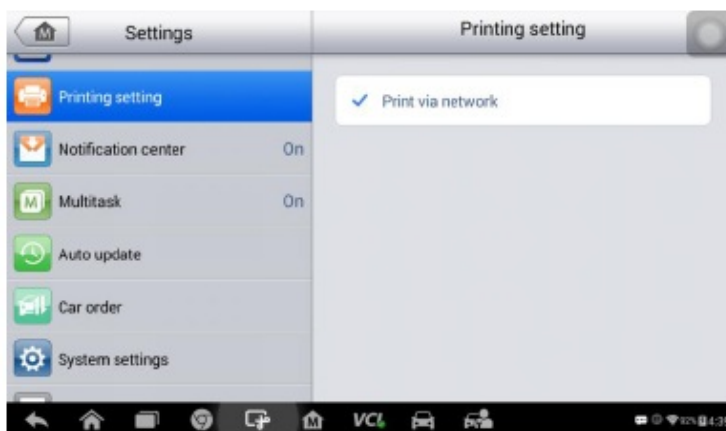 Settings
Printing setting
Printing setting
Print via network
Notification center On
M Multitask On
Auto update
Car order
System settings
M VCI 92%